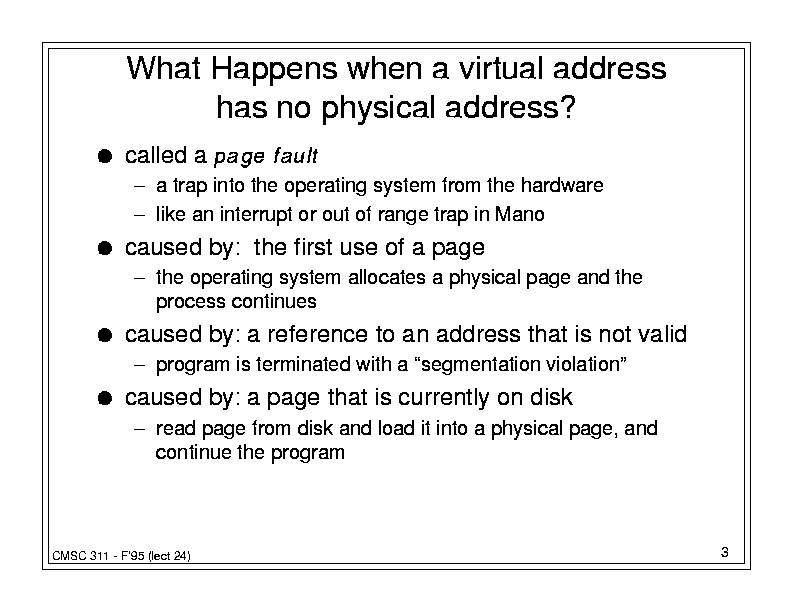 What Happens when a virtual address
has no physical address?
● called a page fault
– a trap into the operating system from the hardware
– like an interrupt or out of range trap in Mano
● caused by:  the first use of a page
– the operating system allocates a physical page and the
process continues
● caused by: a reference to an address that is not valid
– program is terminated with a “segmentation violation”
● caused by: a page that is currently on disk
– read page from disk and load it into a physical page, and
continue the program
CMSC 311 - F'95 (lect 24)
3